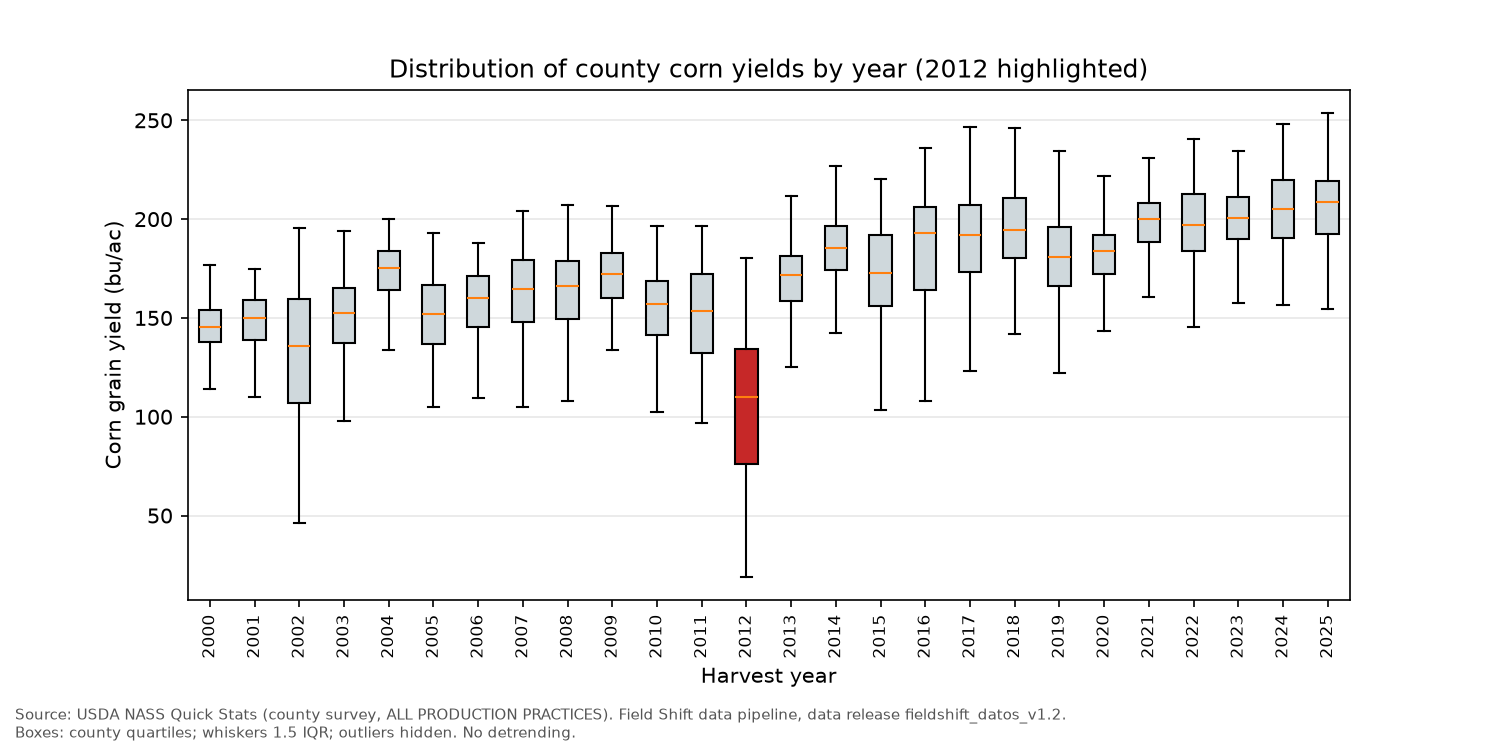 Distribution of county corn yields by year (2012 highlighted)
Corn grain yield (bu/ac)
250
200
150
100
50
2000 2001 2002 2003 2004 2005 2006 2007 2008 2009 2010 2011 2012 2013 2014 2015 2016 2017 2018 2019 2020 2021 2022 2023 2024 2025
Harvest year
Source: USDA NASS Quick Stats (county survey, ALL PRODUCTION PRACTICES). Field Shift data pipeline, data release fieldshift_datos_v1.2.
Boxes: county quartiles; whiskers 1.5 IQR; outliers hidden. No detrending.